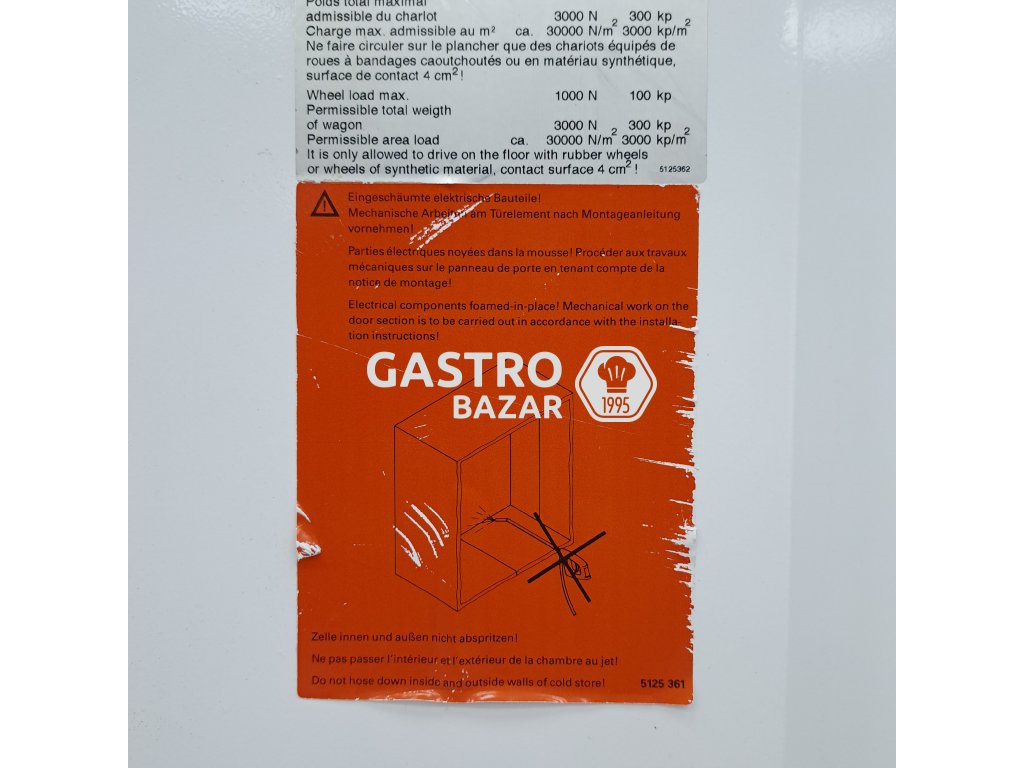 Poids total maximal
admissible du charlot 3000 N 300 kp
Charge max. admissible au m² ca. 30000 N/m² 3000 kp/m²
Ne faire circuler sur le plancher que des chariots équipés de
roues à bandages caoutchoutés ou en matériau synthétique,
surface de contact 4 cm²!
Wheel load max. 1000 N 100 kp
Permissible total weigth
of wagon 3000 N 300 kp
Permissible area load ca. 30000 N/m² 3000 kp/m²
It is only allowed to drive on the floor with rubber wheels
or wheels of synthetic material, contact surface 4 cm²! 5125362
Eingeschäumte elektrische Bauteile!
Mechanische Arbeiten am Türelement nach Montageanleitung
vornehmen!
Parties électriques noyées dans la mousse! Procéder aux travaux
mécaniques sur le panneau de porte en tenant compte de la
notice de montage!
Electrical components foamed-in-place! Mechanical work on the
door section is to be carried out in accordance with the installa-
tion instructions!
GASTRO
BAZAR
1995
Zelle innen und außen nicht abspritzen!
Ne pas passer l'intérieur et l'extérieur de la chambre au jet!
Do not hose down inside and outside walls of cold store! 5125 361